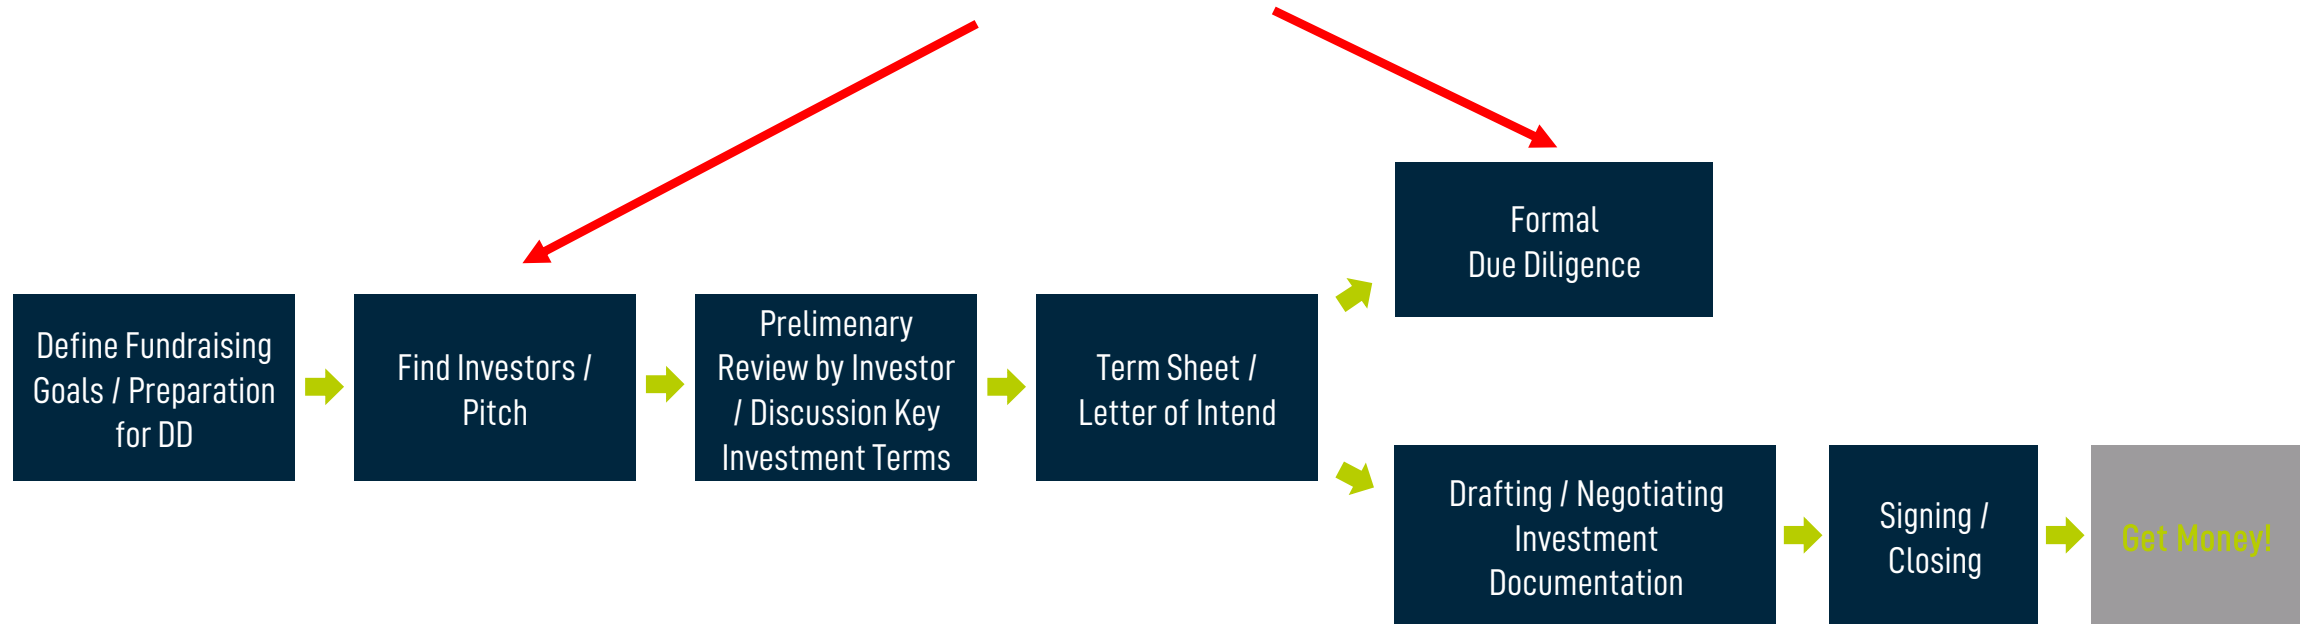 Define Fundraising
Goals / Preparation
for DD
Find Investors /
Pitch
Prelimenary
Review by Investor
/ Discussion Key
Investment Terms
Term Sheet /
Letter of Intend
Formal
Due Diligence
Drafting / Negotiating
Investment
Documentation
Signing /
Closing
Get Money!